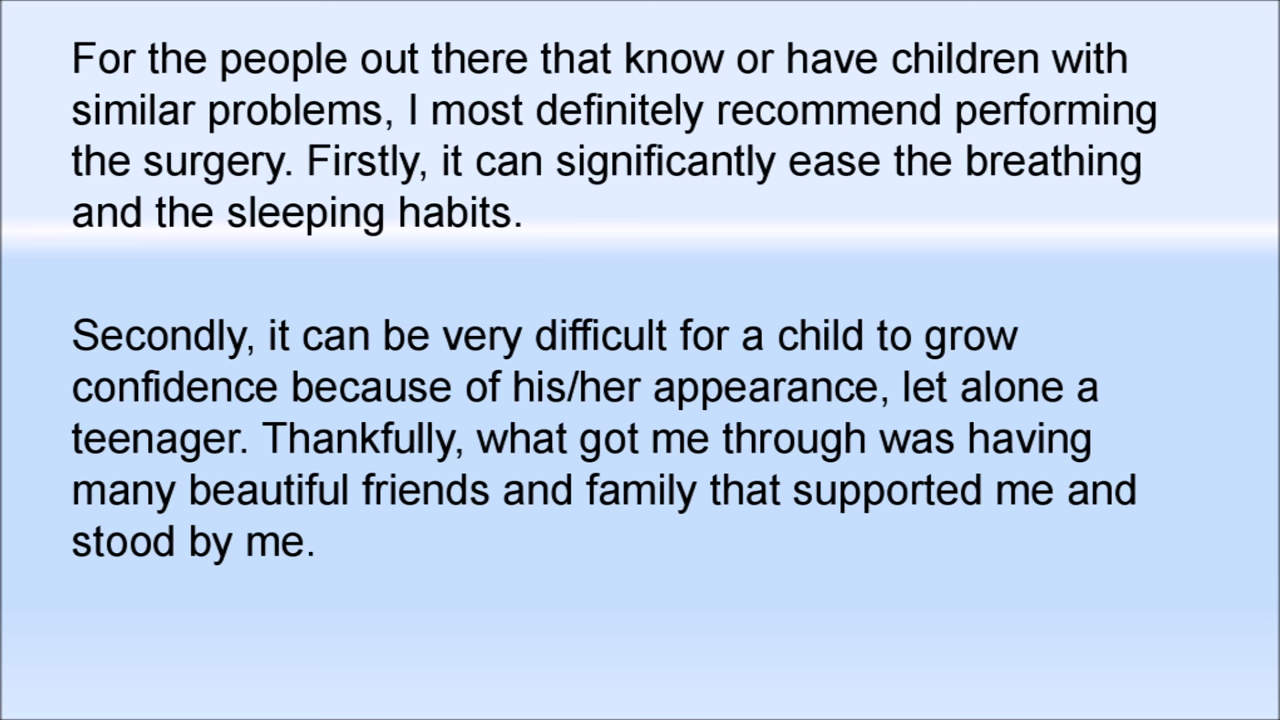 For the people out there that know or have children with
similar problems, I most definitely recommend performing
the surgery. Firstly, it can significantly ease the breathing
and the sleeping habits.
Secondly, it can be very difficult for a child to grow
confidence because of his/her appearance, let alone a
teenager. Thankfully, what got me through was having
many beautiful friends and family that supported me and
stood by me.